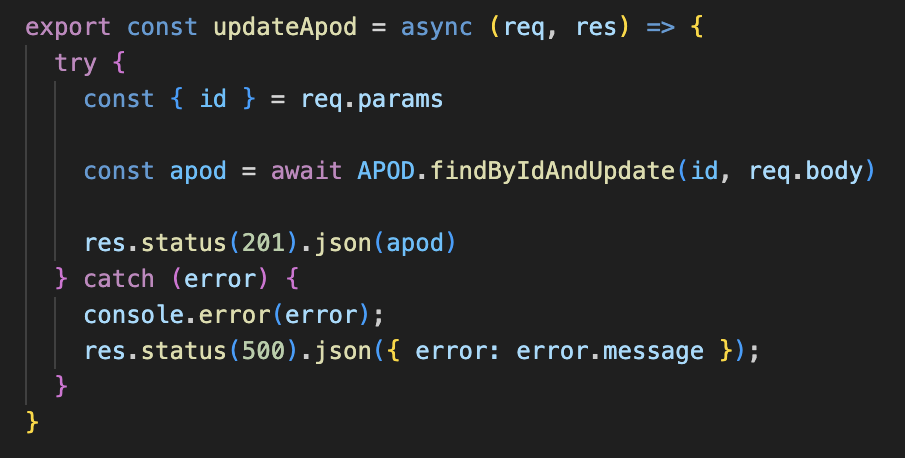 export const updateApod = async (req, res) => {
  try {
    const { id } = req.params

    const apod = await APOD.findByIdAndUpdate(id, req.body)

    res.status(201).json(apod)
  } catch (error) {
    console.error(error);
    res.status(500).json({ error: error.message });
  }
}